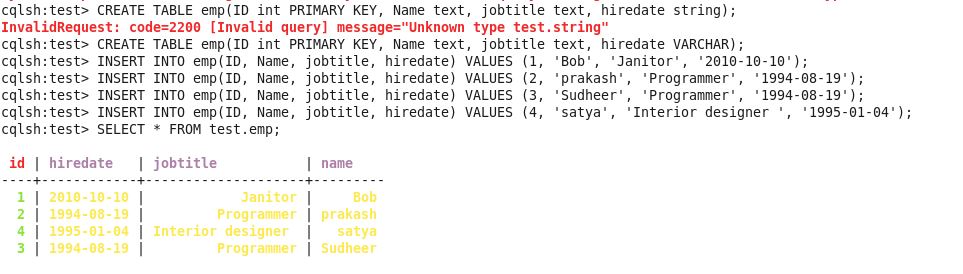 cqlsh:test> CREATE TABLE emp(ID int PRIMARY KEY, Name text, jobtitle text, hiredate string);
InvalidRequest: code=2200 [Invalid query] message="Unknown type test.string"
cqlsh:test> CREATE TABLE emp(ID int PRIMARY KEY, Name text, jobtitle text, hiredate VARCHAR);
cqlsh:test> INSERT INTO emp(ID, Name, jobtitle, hiredate) VALUES (1, 'Bob', 'Janitor', '2010-10-10');
cqlsh:test> INSERT INTO emp(ID, Name, jobtitle, hiredate) VALUES (2, 'prakash', 'Programmer', '1994-08-19');
cqlsh:test> INSERT INTO emp(ID, Name, jobtitle, hiredate) VALUES (3, 'Sudheer', 'Programmer', '1994-08-19');
cqlsh:test> INSERT INTO emp(ID, Name, jobtitle, hiredate) VALUES (4, 'satya', 'Interior designer ', '1995-01-04');
cqlsh:test> SELECT * FROM test.emp;
 id | hiredate   | jobtitle           | name
----+------------+--------------------+---------
  1 | 2010-10-10 |            Janitor |     Bob
  2 | 1994-08-19 |         Programmer | prakash
  4 | 1995-01-04 | Interior designer  |   satya
  3 | 1994-08-19 |         Programmer | Sudheer